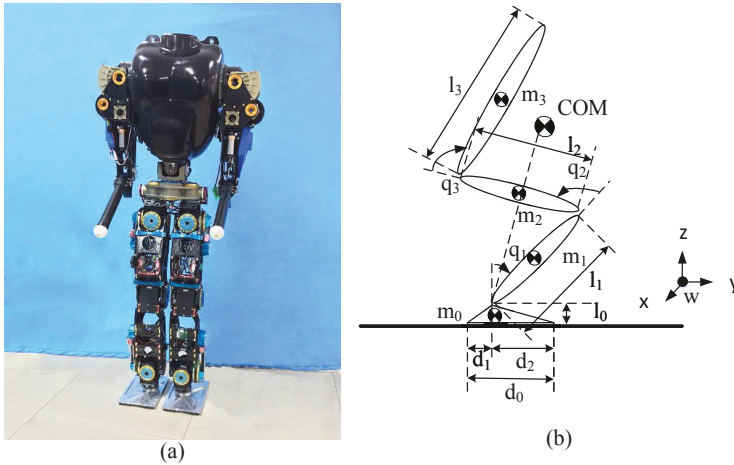 l₃
m₃
COM
l₂
q₂
q₃
m₂
q₁
m₁
l₁
z
y
x
w
m₀
l₀
d₁
d₂
d₀
(a)
(b)